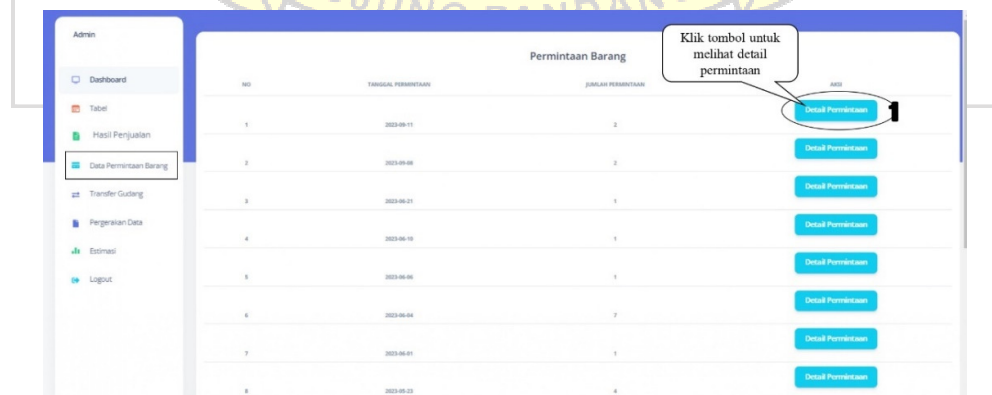 UJUNG PANDANG
Admin
Dashboard
Tabel
Hasil Penjualan
Data Permintaan Barang
Transfer Gudang
Pergerakan Data
Estimasi
Logout
Permintaan Barang
Klik tombol untuk
melihat detail
permintaan
NO TANGGAL PERMINTAAN JUMLAH PERMINTAAN AKSI
1 2023-09-11 2 Detail Permintaan 1
2 2023-09-08 2 Detail Permintaan
3 2023-06-21 1 Detail Permintaan
4 2023-06-10 1 Detail Permintaan
5 2023-06-06 1 Detail Permintaan
6 2023-06-04 7 Detail Permintaan
7 2023-06-01 1 Detail Permintaan
8 2023-05-23 4 Detail Permintaan